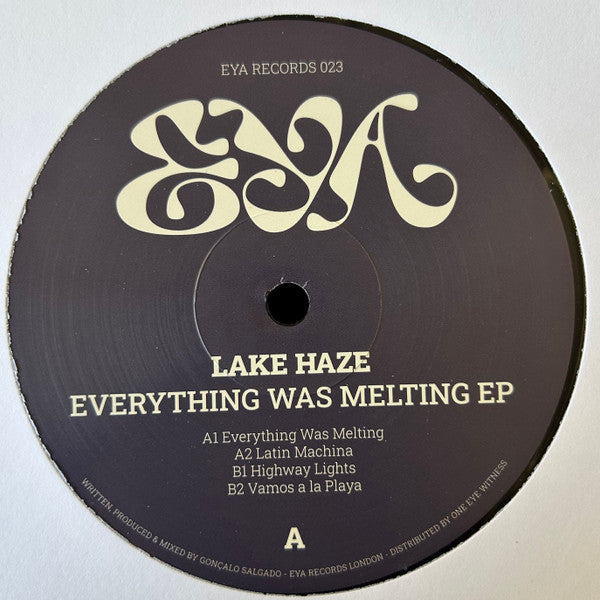 EYA RECORDS 023
EYA
LAKE HAZE
EVERYTHING WAS MELTING EP
A1 Everything Was Melting
A2 Latin Machina
B1 Highway Lights
B2 Vamos a la Playa
A
WRITTEN, PRODUCED & MIXED BY GONÇALO SALGADO - EYA RECORDS LONDON - DISTRIBUTED BY ONE EYE WITNESS